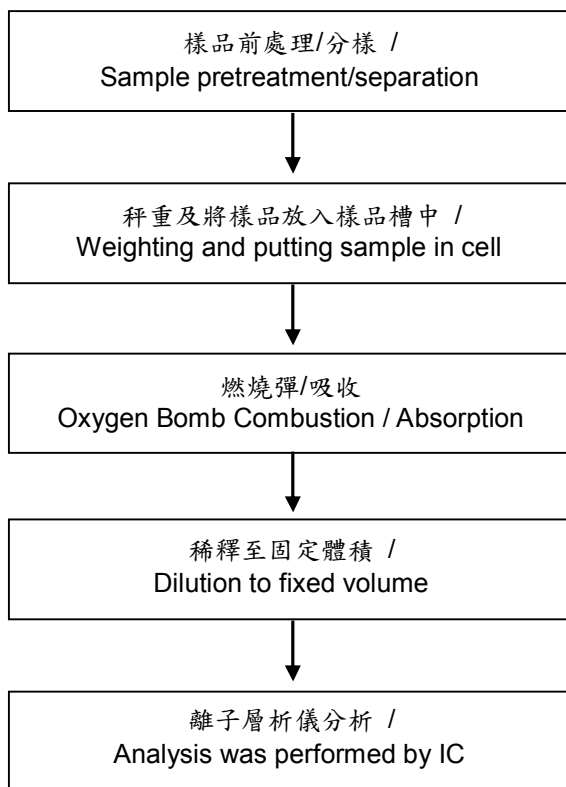 樣品前處理/分樣 /
Sample pretreatment/separation
秤重及將樣品放入樣品槽中 /
Weighting and putting sample in cell
燃燒彈/吸收
Oxygen Bomb Combustion / Absorption
稀釋至固定體積 /
Dilution to fixed volume
離子層析儀分析 /
Analysis was performed by IC